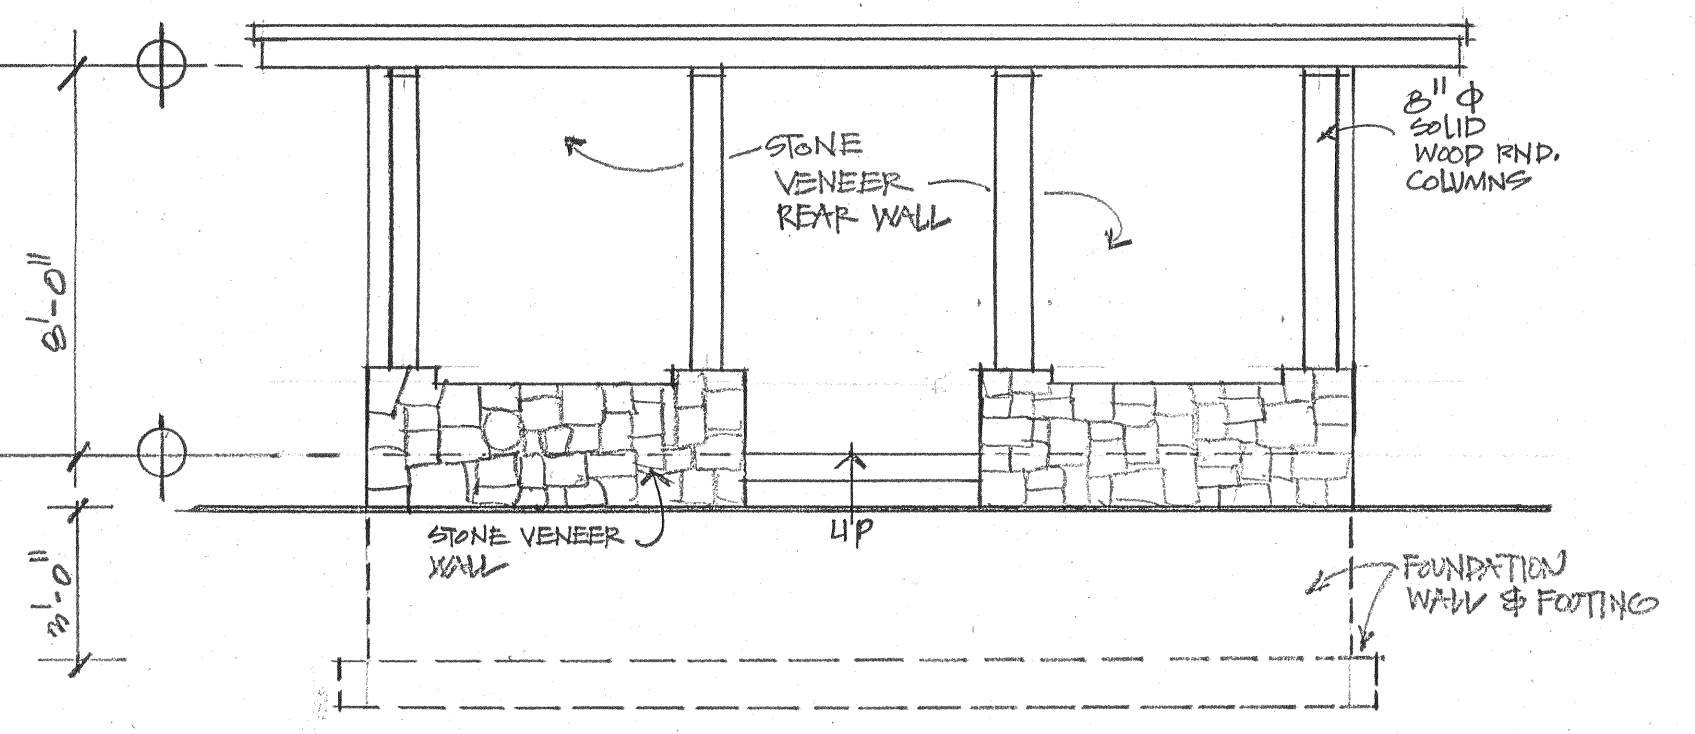 8" Φ
SOLID
WOOD RND.
COLUMNS
STONE
VENEER
REAR WALL
8'-0"
UP
STONE VENEER
WALL
3'-0"
FOUNDATION
WALL & FOOTING